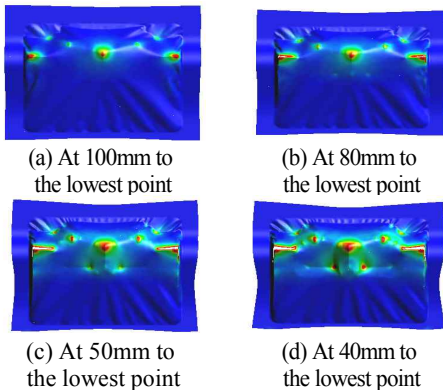 (a) At 100mm to
the lowest point
(b) At 80mm to
the lowest point
(c) At 50mm to
the lowest point
(d) At 40mm to
the lowest point